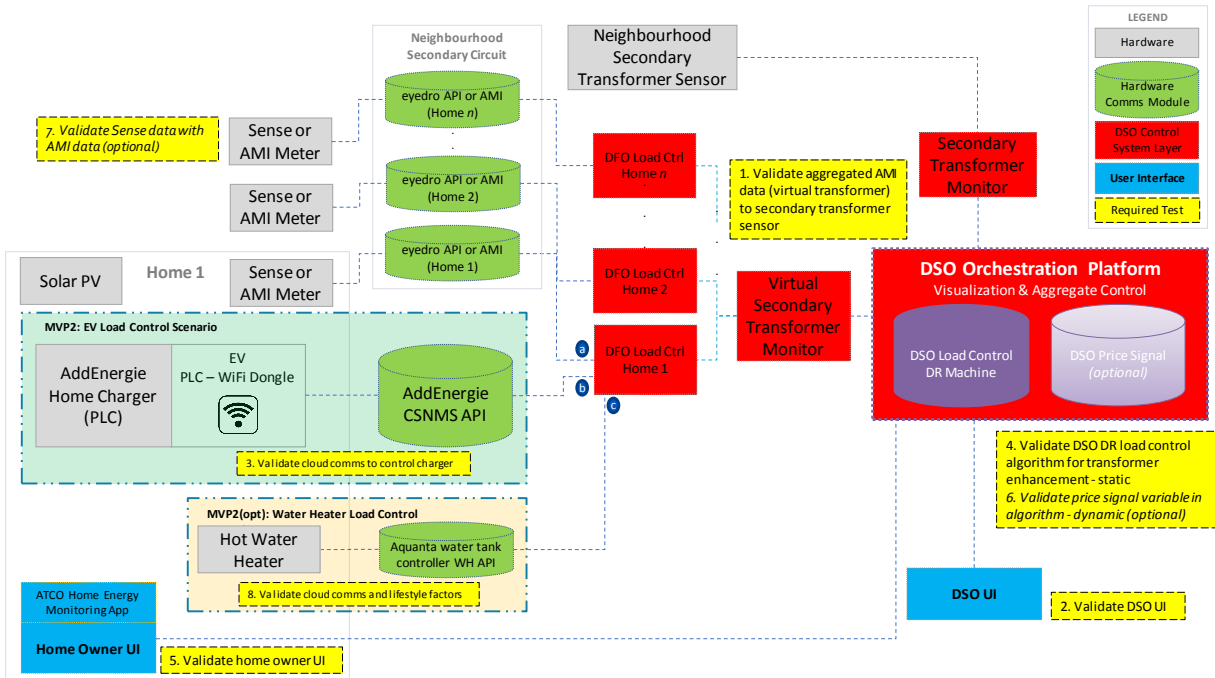 Neighbourhood
Secondary Circuit
eyedro API or AMI
(Home n)
.
.
eyedro API or AMI
(Home 2)
eyedro API or AMI
(Home 1)
7. Validate Sense data with
AMI data (optional)
Sense or
AMI Meter
Sense or
AMI Meter
Sense or
AMI Meter
Solar PV
Home 1
Neighbourhood
Secondary
Transformer Sensor
DFO Load Ctrl
Home n
.
.
DFO Load Ctrl
Home 2
DFO Load Ctrl
Home 1
a
b
c
1. Validate aggregated AMI
data (virtual transformer)
to secondary transformer
sensor
Secondary
Transformer
Monitor
Virtual
Secondary
Transformer
Monitor
LEGEND
Hardware
Hardware
Comms Module
DSO Control
System Layer
User Interface
Required Test
DSO Orchestration Platform
Visualization & Aggregate Control
DSO Load Control
DR Machine
DSO Price Signal
(optional)
MVP2: EV Load Control Scenario
AddEnergie
Home Charger
(PLC)
EV
PLC – WiFi Dongle
AddEnergie
CSNMS API
3. Validate cloud comms to control charger
MVP2(opt): Water Heater Load Control
Hot Water
Heater
Aquanta water tank
controller WH API
8. Validate cloud comms and lifestyle factors
4. Validate DSO DR load control
algorithm for transformer
enhancement - static
6. Validate price signal variable in
algorithm - dynamic (optional)
ATCO Home Energy
Monitoring App
Home Owner UI
5. Validate home owner UI
DSO UI
2. Validate DSO UI